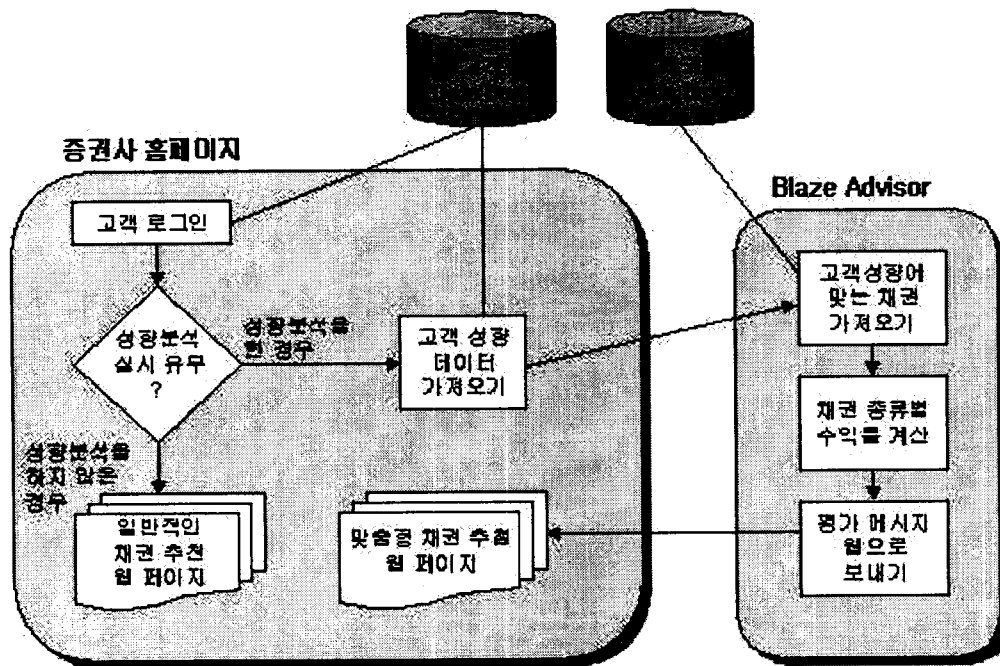 증권사 홈페이지
Blaze Advisor
고객 로그인
성향분석
실시 유무
?
성향분석을
한 경우
고객 성향
데이터
가져오기
고객성향에
맞는 채권
가져오기
채권 종류별
수익률 계산
평가 메시지
웹으로
보내기
성향분석을
하지 않은
경우
일반적인
채권 추천
웹 페이지
맞춤형 채권 추천
웹 페이지